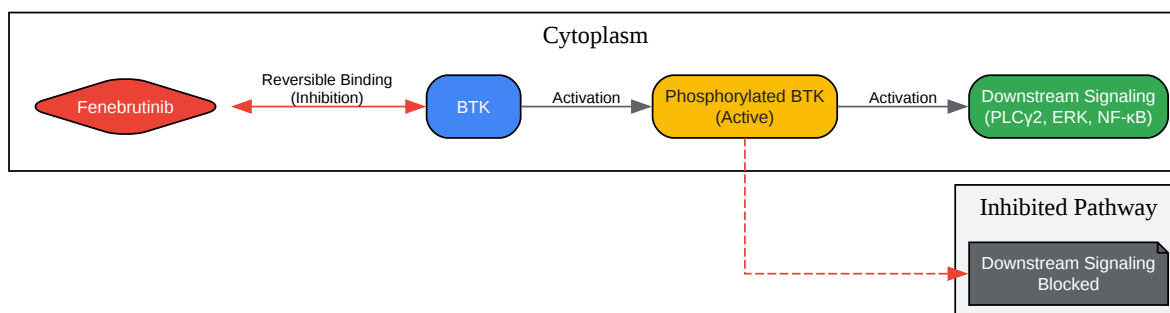 Cytoplasm
Fenebrutinib
Reversible Binding
(Inhibition)
BTK
Activation
Phosphorylated BTK
(Active)
Activation
Downstream Signaling
(PLCγ2, ERK, NF-κB)
Inhibited Pathway
Downstream Signaling
Blocked